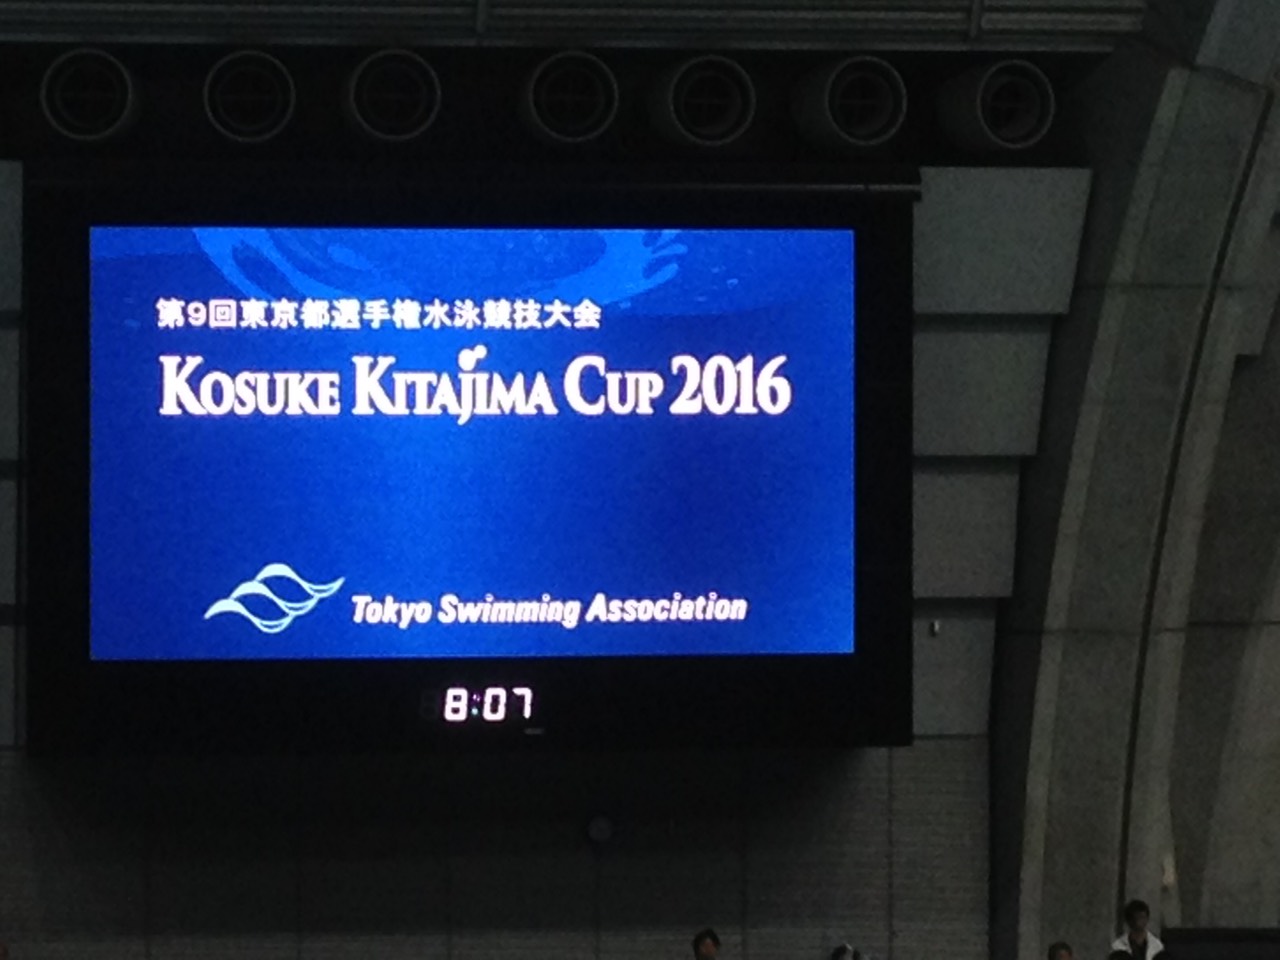 第9回東京都選手権水泳競技大会
KOSUKE KITAJIMA CUP 2016
Tokyo Swimming Association
8:07